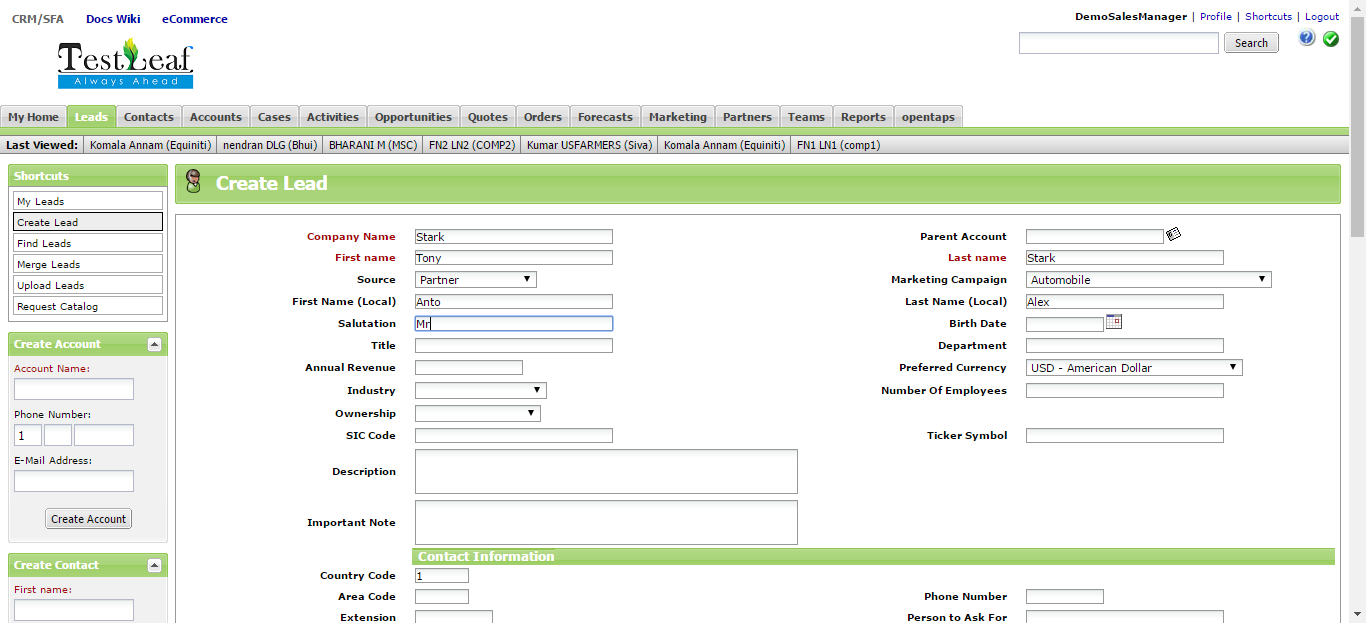 CRM/SFA Docs Wiki eCommerce
DemoSalesManager | Profile | Shortcuts | Logout
TestLeaf
Always Ahead
Search
My Home Leads Contacts Accounts Cases Activities Opportunities Quotes Orders Forecasts Marketing Partners Teams Reports opentaps
Last Viewed: Komala Annam (Equiniti) nendran DLG (Bhui) BHARANI M (MSC) FN2 LN2 (COMP2) Kumar USFARMERS (Siva) Komala Annam (Equiniti) FN1 LN1 (comp1)
Shortcuts
My Leads
Create Lead
Find Leads
Merge Leads
Upload Leads
Request Catalog
Create Account
Account Name:
Phone Number:
1
E-Mail Address:
Create Account
Create Contact
First name:
Create Lead
Company Name Stark Parent Account
First name Tony Last name Stark
Source Partner Marketing Campaign Automobile
First Name (Local) Anto Last Name (Local) Alex
Salutation Mr Birth Date
Title Department
Annual Revenue Preferred Currency USD - American Dollar
Industry Number Of Employees
Ownership
SIC Code Ticker Symbol
Description
Important Note
Contact Information
Country Code 1
Area Code Phone Number
Extension Person to Ask For